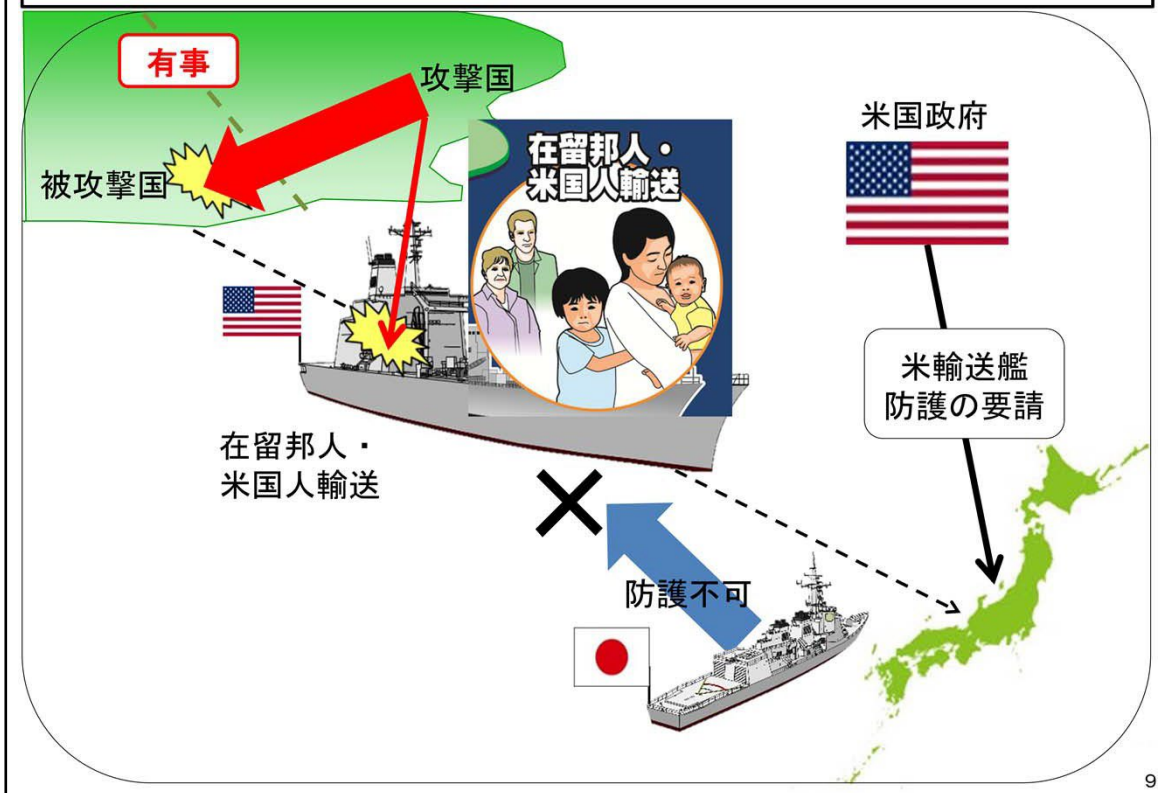 有事
攻撃国
被攻撃国
在留邦人・
米国人輸送
米国政府
米輸送艦
防護の要請
在留邦人・
米国人輸送
防護不可
9